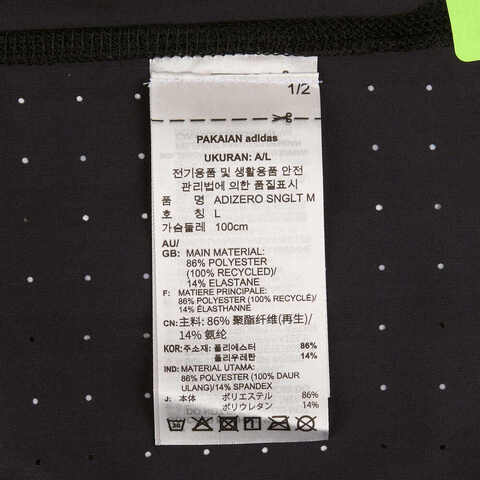 1/2
PAKAIAN adidas
UKURAN: A/L
전기용품 및 생활용품 안전
관리법에 의한 품질표시
품 명 ADIZERO SNGLT M
호 칭 L
가슴둘레 100cm
AU/
GB: MAIN MATERIAL:
86% POLYESTER
(100% RECYCLED)/
14% ELASTANE
F: MATIERE PRINCIPALE:
86% POLYESTER (100% RECYCLÉ)/
14% ELASTHANNE
CN: 主料: 86% 聚酯纤维(再生)/
14% 氨纶
KOR: 주소재: 폴리에스터 86%
폴리우레탄 14%
IND: MATERIAL UTAMA:
86% POLYESTER (100% DAUR
ULANG)/14% SPANDEX
J: 本体 ポリエステル 86%
ポリウレタン 14%